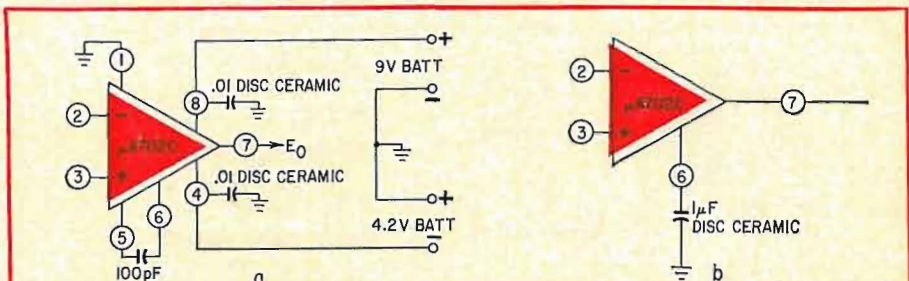 1
+
9V BATT
−
.01 DISC CERAMIC
8
2
−
μA702C
7
E0
3
+
.01 DISC CERAMIC
4
+
4.2V BATT
−
5
6
100pF
a
2
−
7
3
+
6
1μF
DISC CERAMIC
b